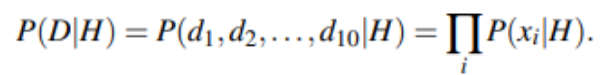 P(D|H) = P(d₁, d₂, ..., d₁₀|H) = ∏ᵢ P(xᵢ|H).